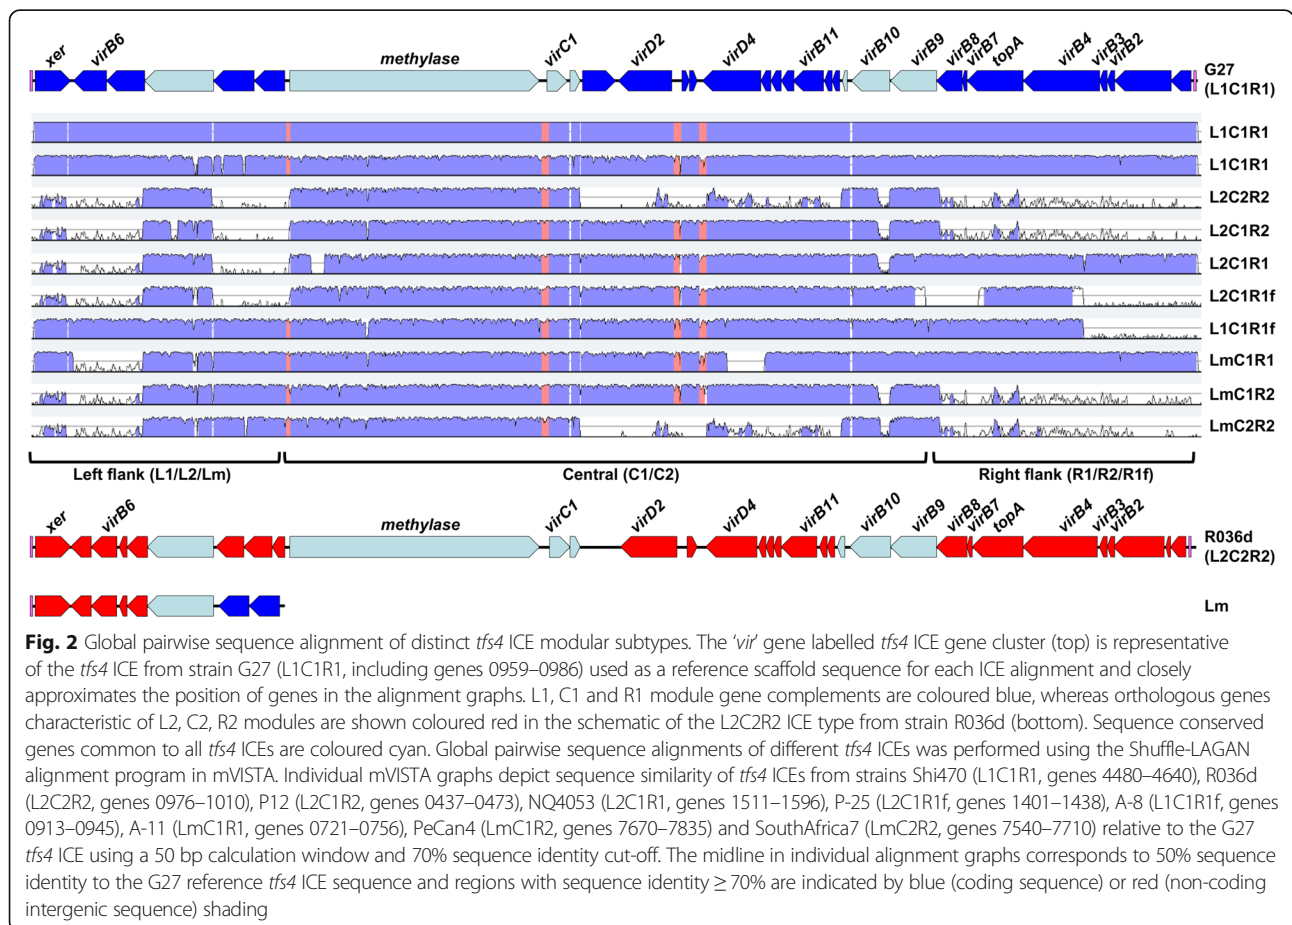 xer virB6 methylase virC1 virD2 virD4 virB11 virB10 virB9 virB8 virB7 topA virB4 virB3 virB2
G27
(L1C1R1)
L1C1R1
L1C1R1
L2C2R2
L2C1R2
L2C1R1
L2C1R1f
L1C1R1f
LmC1R1
LmC1R2
LmC2R2
Left flank (L1/L2/Lm) Central (C1/C2) Right flank (R1/R2/R1f)
xer virB6 methylase virC1 virD2 virD4 virB11 virB10 virB9 virB8 virB7 topA virB4 virB3 virB2
R036d
(L2C2R2)
Lm
Fig. 2 Global pairwise sequence alignment of distinct tfs4 ICE modular subtypes. The ‘vir’ gene labelled tfs4 ICE gene cluster (top) is representative
of the tfs4 ICE from strain G27 (L1C1R1, including genes 0959–0986) used as a reference scaffold sequence for each ICE alignment and closely
approximates the position of genes in the alignment graphs. L1, C1 and R1 module gene complements are coloured blue, whereas orthologous genes
characteristic of L2, C2, R2 modules are shown coloured red in the schematic of the L2C2R2 ICE type from strain R036d (bottom). Sequence conserved
genes common to all tfs4 ICEs are coloured cyan. Global pairwise sequence alignments of different tfs4 ICEs was performed using the Shuffle-LAGAN
alignment program in mVISTA. Individual mVISTA graphs depict sequence similarity of tfs4 ICEs from strains Shi470 (L1C1R1, genes 4480–4640), R036d
(L2C2R2, genes 0976–1010), P12 (L2C1R2, genes 0437–0473), NQ4053 (L2C1R1, genes 1511–1596), P-25 (L2C1R1f, genes 1401–1438), A-8 (L1C1R1f, genes
0913–0945), A-11 (LmC1R1, genes 0721–0756), PeCan4 (LmC1R2, genes 7670–7835) and SouthAfrica7 (LmC2R2, genes 7540–7710) relative to the G27
tfs4 ICE using a 50 bp calculation window and 70% sequence identity cut-off. The midline in individual alignment graphs corresponds to 50% sequence
identity to the G27 reference tfs4 ICE sequence and regions with sequence identity ≥ 70% are indicated by blue (coding sequence) or red (non-coding
intergenic sequence) shading